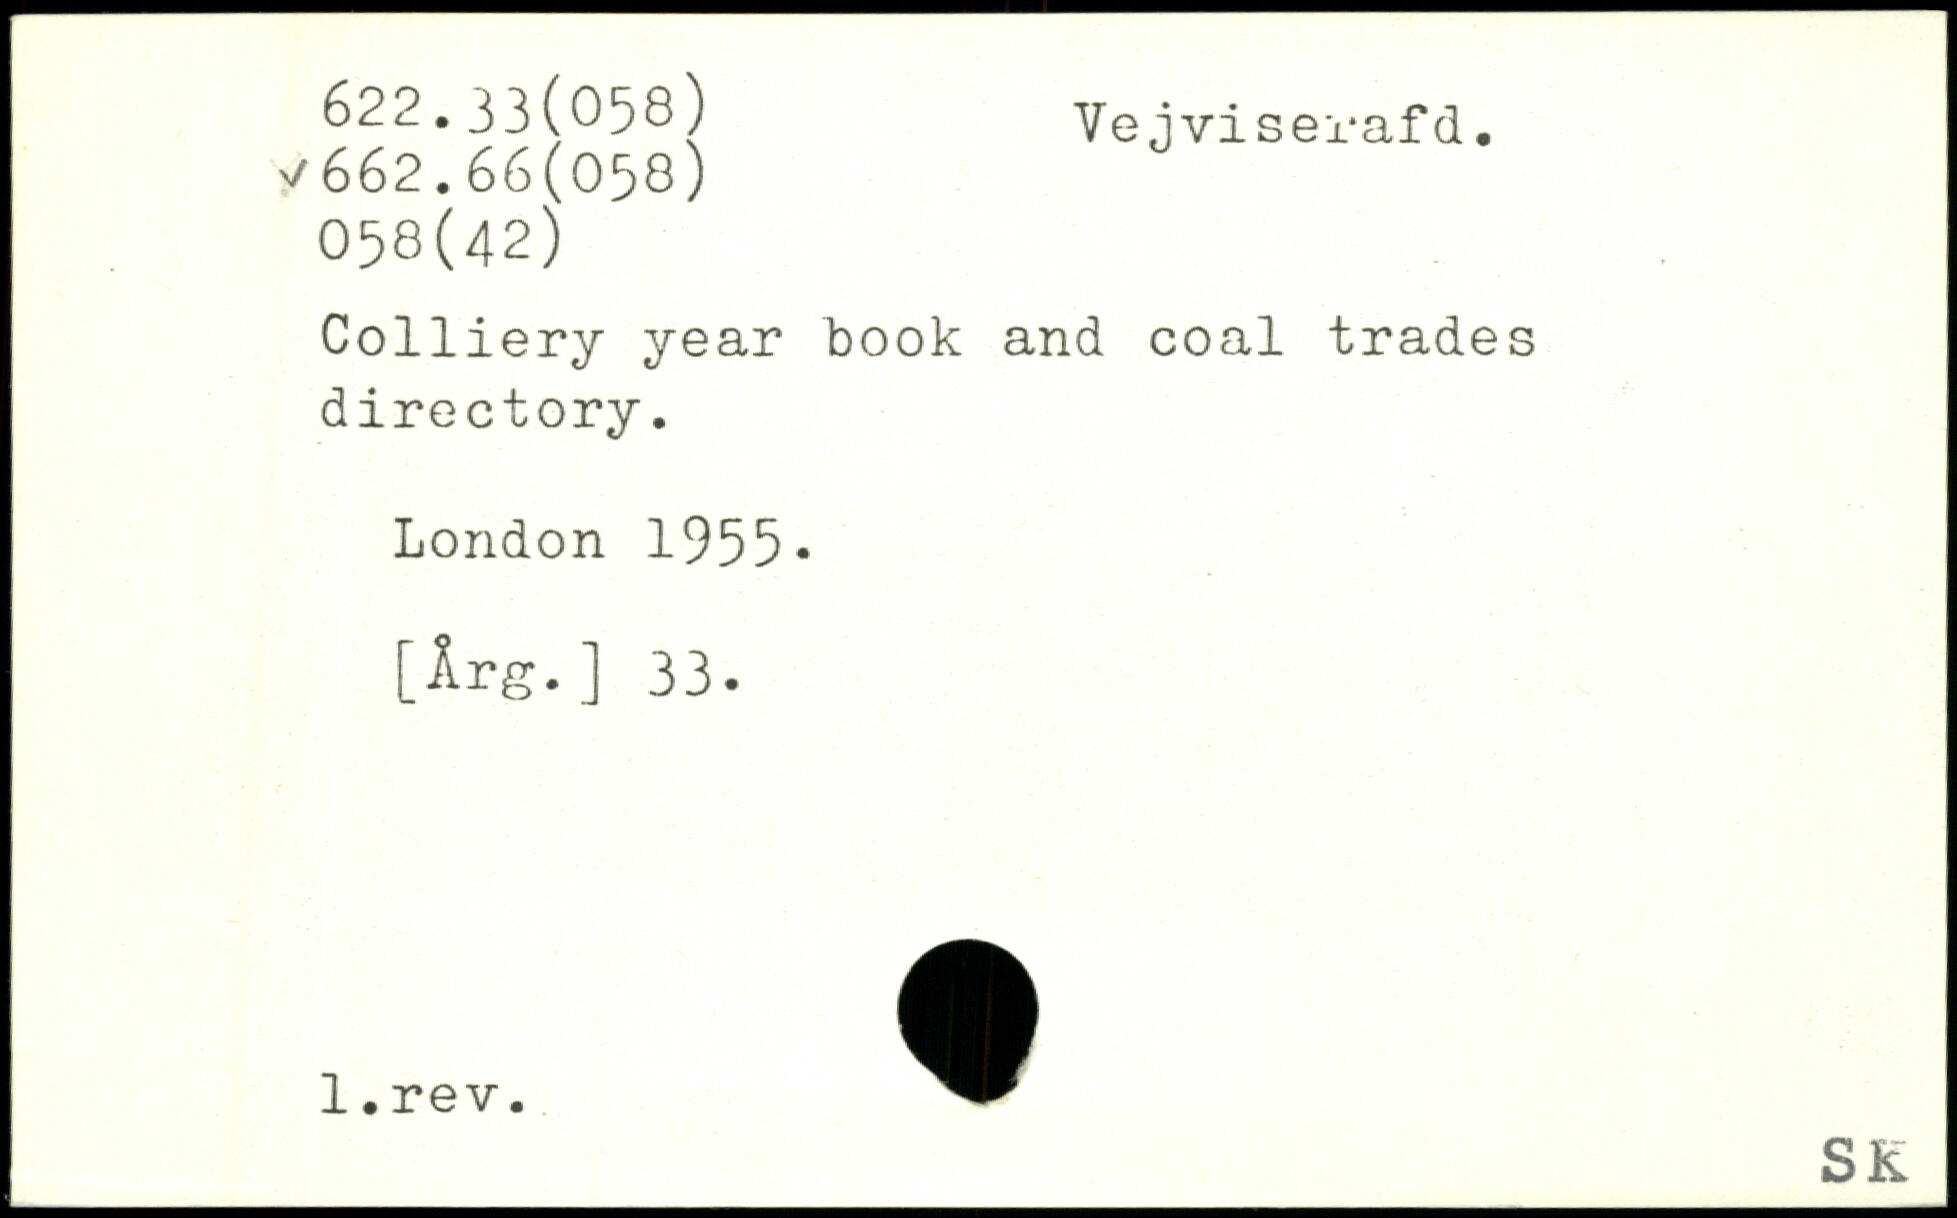 622.33(058)
Vejviserafd.
✓662.66(058)
058(42)
Colliery year book and coal trades
directory.
London 1955.
[Årg.] 33.
1.rev.
SK